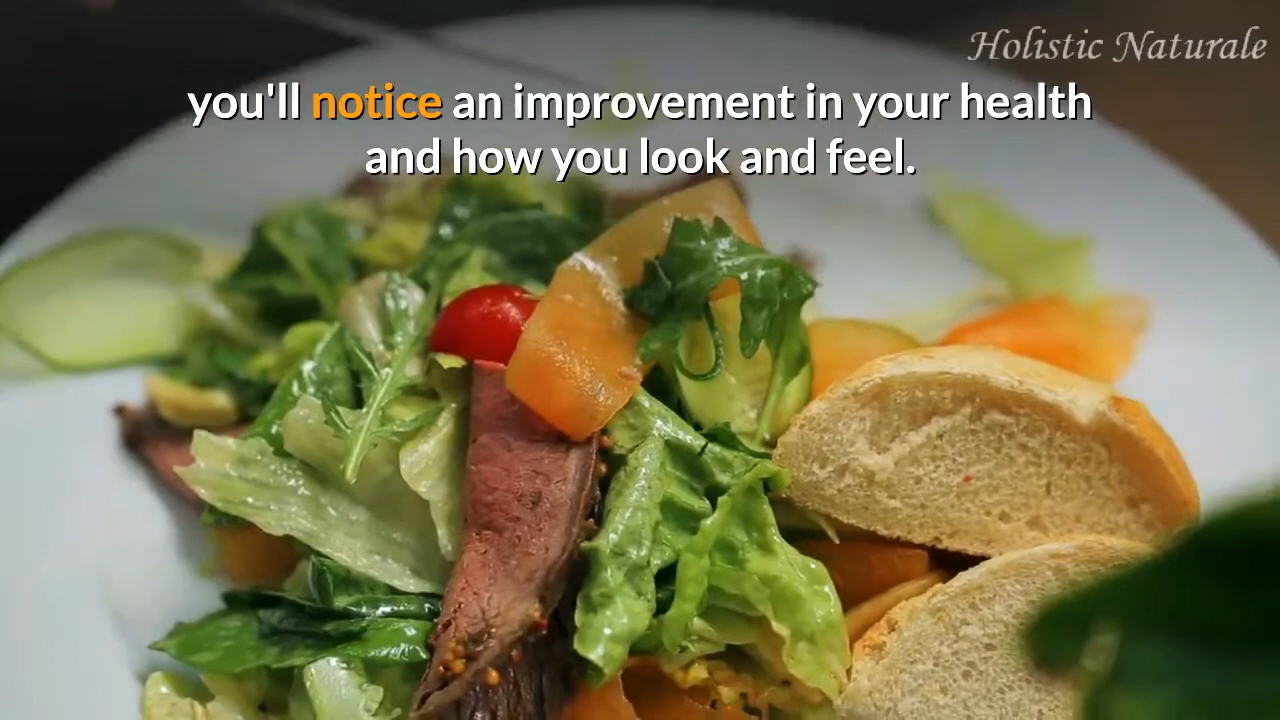 Holistic Naturale
you'll notice an improvement in your health
and how you look and feel.